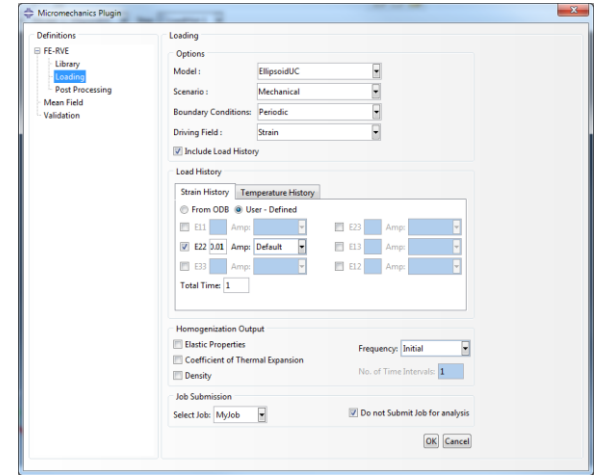 Micromechanics Plugin
Definitions
FE-RVE
Library
Loading
Post Processing
Mean Field
Validation
Loading
Options
Model : EllipsoidUC
Scenario : Mechanical
Boundary Conditions: Periodic
Driving Field : Strain
Include Load History
Load History
Strain History Temperature History
From ODB User - Defined
E11 Amp: E23 Amp:
E22 0.01 Amp: Default E13 Amp:
E33 Amp: E12 Amp:
Total Time: 1
Homogenization Output
Elastic Properties
Coefficient of Thermal Expansion
Density
Frequency: Initial
No. of Time Intervals: 1
Job Submission
Select Job: MyJob Do not Submit Job for analysis
OK Cancel